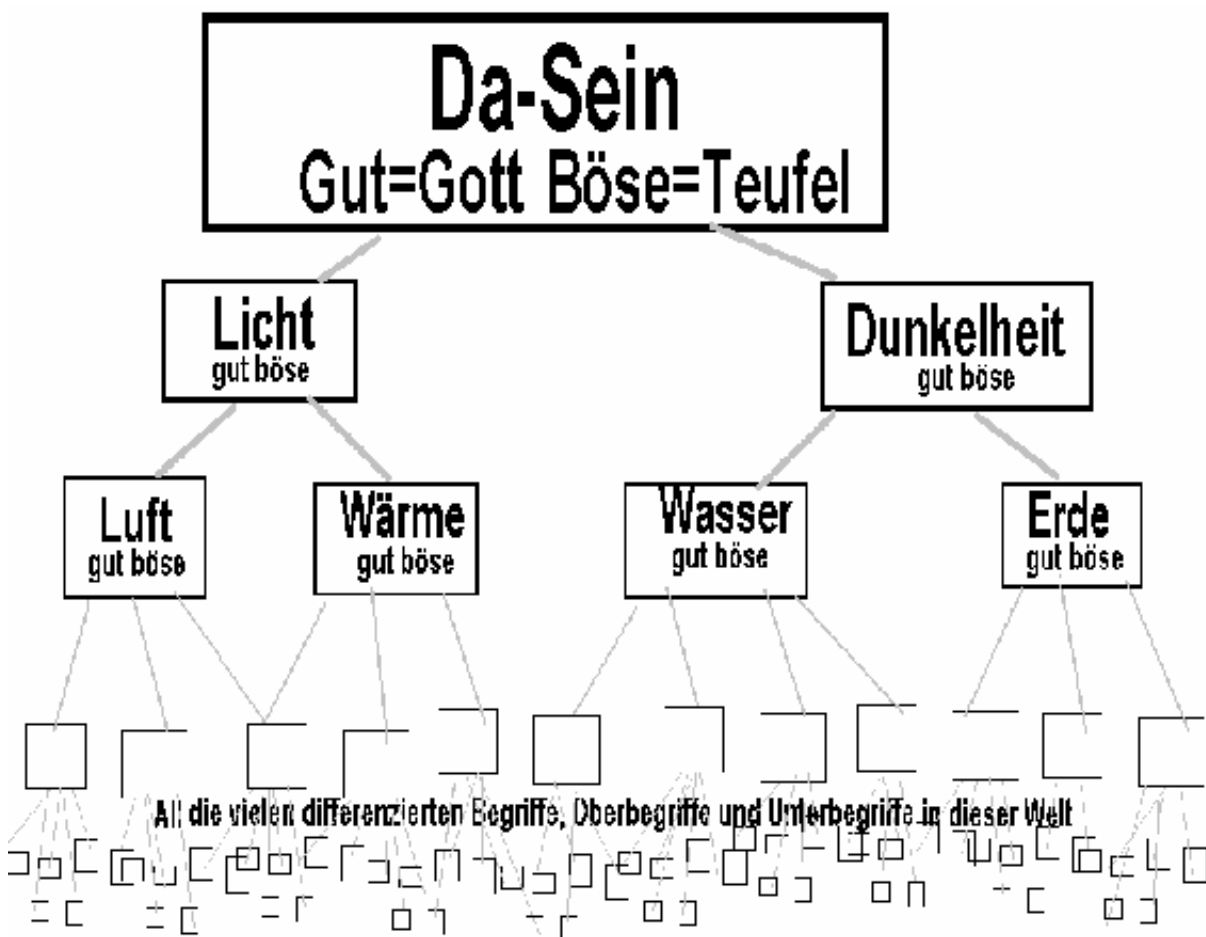 Da-Sein
Gut=Gott Böse=Teufel
Licht
gut böse
Dunkelheit
gut böse
Luft
gut böse
Wärme
gut böse
Wasser
gut böse
Erde
gut böse
All die vielen differenzierten Begriffe, Oberbegriffe und Unterbegriffe in dieser Welt